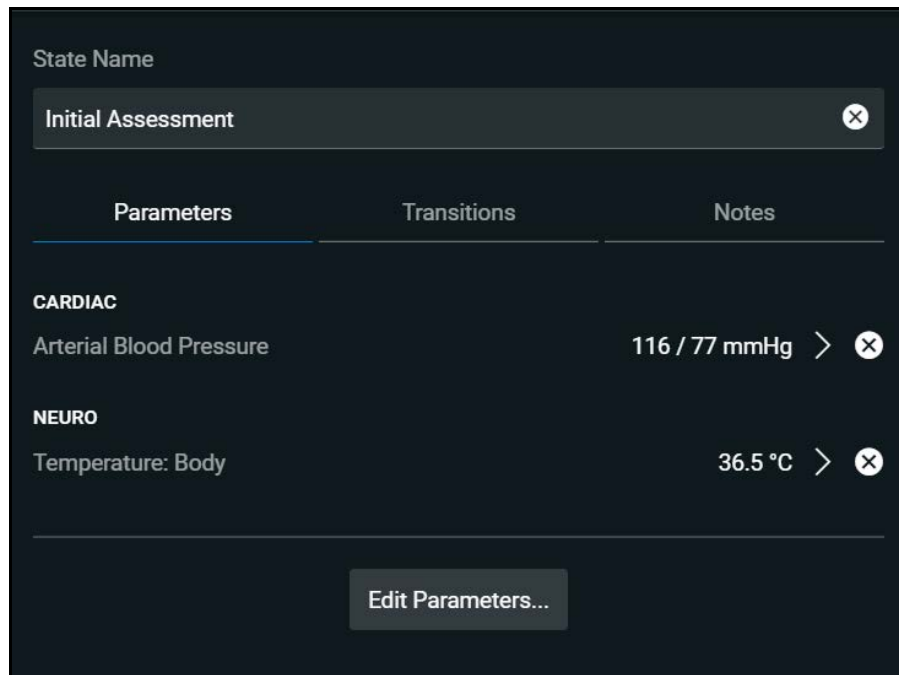 State Name
Initial Assessment
Parameters Transitions Notes
CARDIAC
Arterial Blood Pressure 116 / 77 mmHg
NEURO
Temperature: Body 36.5 °C
Edit Parameters...